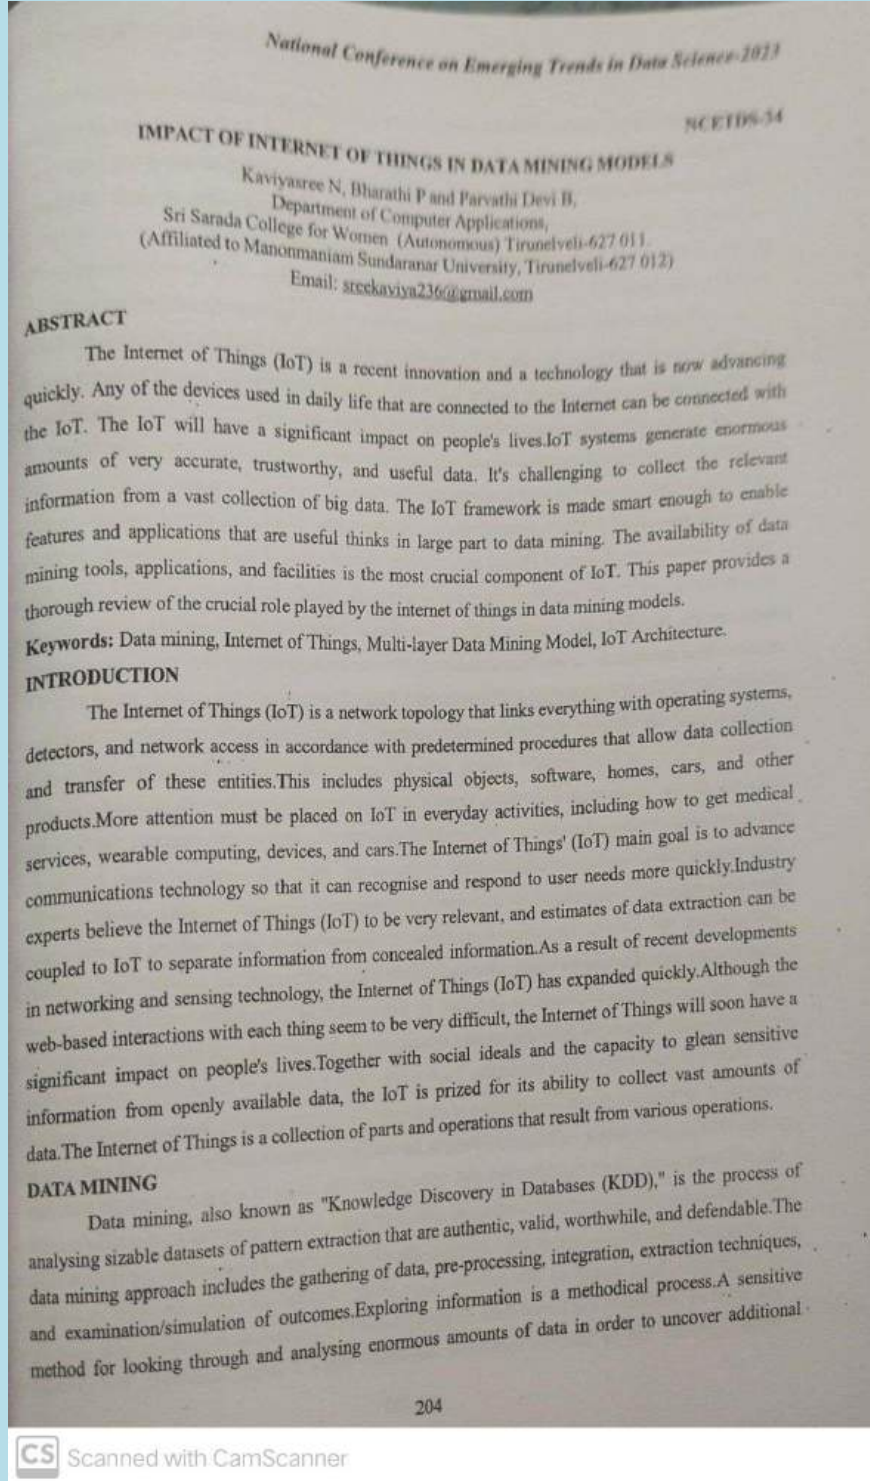 National Conference on Emerging Trends in Data Science-2023
NCETDS-34
IMPACT OF INTERNET OF THINGS IN DATA MINING MODELS
Kaviyasree N, Bharathi P and Parvathi Devi B,
Department of Computer Applications,
Sri Sarada College for Women (Autonomous) Tirunelveli-627 011
(Affiliated to Manonmaniam Sundaranar University, Tirunelveli-627 012)
Email: sreekaviya236@gmail.com
ABSTRACT
The Internet of Things (IoT) is a recent innovation and a technology that is now advancing
quickly. Any of the devices used in daily life that are connected to the Internet can be connected with
the IoT. The IoT will have a significant impact on people's lives.IoT systems generate enormous
amounts of very accurate, trustworthy, and useful data. It's challenging to collect the relevant
information from a vast collection of big data. The IoT framework is made smart enough to enable
features and applications that are useful thinks in large part to data mining. The availability of data
mining tools, applications, and facilities is the most crucial component of IoT. This paper provides a
thorough review of the crucial role played by the internet of things in data mining models.
Keywords: Data mining, Internet of Things, Multi-layer Data Mining Model, IoT Architecture.
INTRODUCTION
The Internet of Things (IoT) is a network topology that links everything with operating systems,
detectors, and network access in accordance with predetermined procedures that allow data collection
and transfer of these entities.This includes physical objects, software, homes, cars, and other
products.More attention must be placed on IoT in everyday activities, including how to get medical
services, wearable computing, devices, and cars.The Internet of Things' (IoT) main goal is to advance
communications technology so that it can recognise and respond to user needs more quickly.Industry
experts believe the Internet of Things (IoT) to be very relevant, and estimates of data extraction can be
coupled to IoT to separate information from concealed information.As a result of recent developments
in networking and sensing technology, the Internet of Things (IoT) has expanded quickly.Although the
web-based interactions with each thing seem to be very difficult, the Internet of Things will soon have a
significant impact on people's lives.Together with social ideals and the capacity to glean sensitive
information from openly available data, the IoT is prized for its ability to collect vast amounts of
data.The Internet of Things is a collection of parts and operations that result from various operations.
DATA MINING
Data mining, also known as "Knowledge Discovery in Databases (KDD)," is the process of
analysing sizable datasets of pattern extraction that are authentic, valid, worthwhile, and defendable.The
data mining approach includes the gathering of data, pre-processing, integration, extraction techniques,
and examination/simulation of outcomes.Exploring information is a methodical process.A sensitive
method for looking through and analysing enormous amounts of data in order to uncover additional
204
CS Scanned with CamScanner